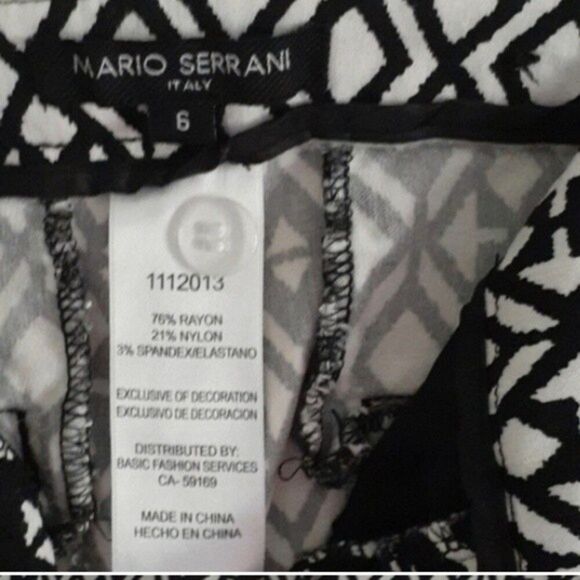 MARIO SERRANI
ITALY
6
1112013
76% RAYON
21% NYLON
3% SPANDEX/ELASTANO
EXCLUSIVE OF DECORATION
EXCLUSIVO DE DECORACION
DISTRIBUTED BY:
BASIC FASHION SERVICES
CA- 59169
MADE IN CHINA
HECHO EN CHINA